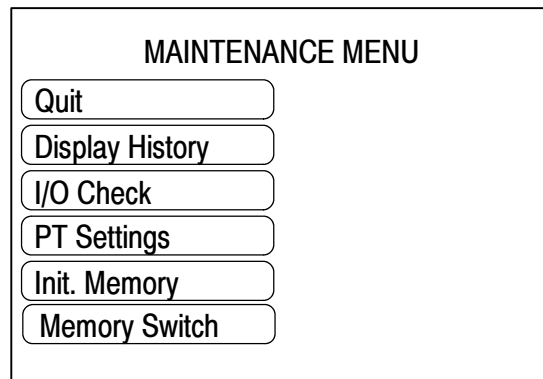 MAINTENANCE MENU
Quit
Display History
I/O Check
PT Settings
Init. Memory
Memory Switch